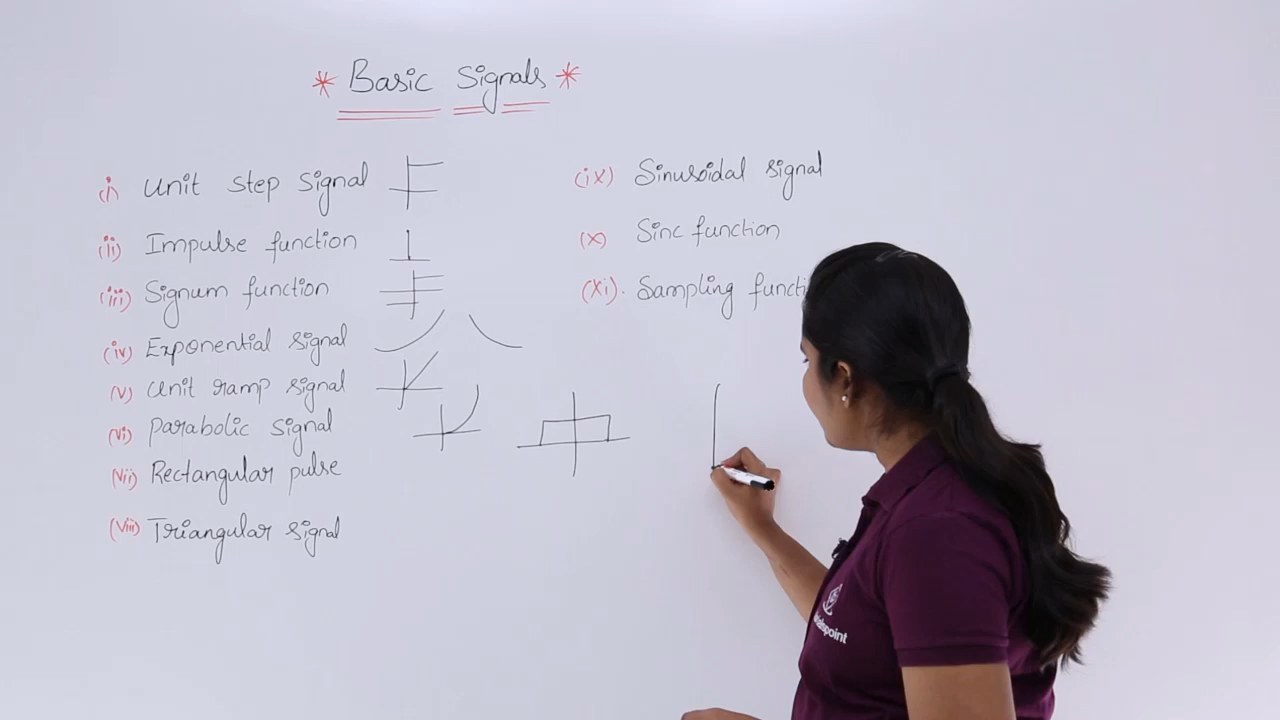 * Basic Signals *
(i) Unit step signal
(ii) Impulse function
(iii) Signum function
(iv) Exponential signal
(v) Unit ramp signal
(vi) Parabolic signal
(vii) Rectangular pulse
(viii) Triangular signal
(ix) Sinusoidal signal
(x) Sinc function
(xi). Sampling functi